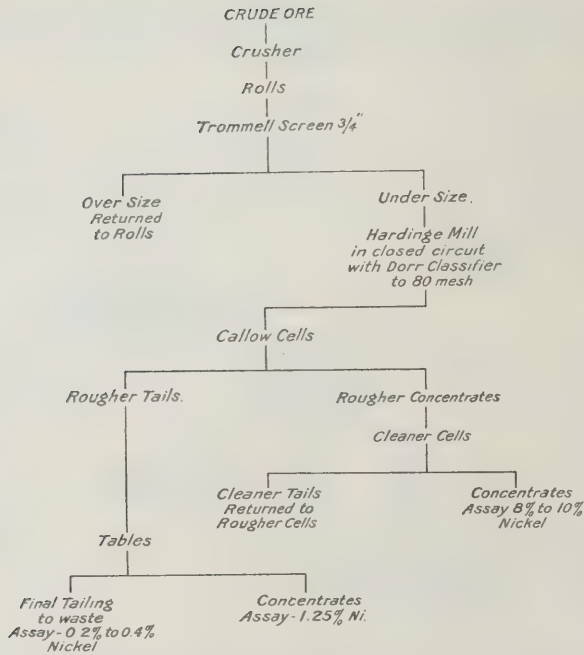 CRUDE ORE
Crusher
Rolls
Trommell Screen 3/4"
Over Size
Returned
to Rolls
Under Size.
Hardinge Mill
in closed circuit
with Dorr Classifier
to 80 mesh
Callow Cells
Rougher Tails.
Rougher Concentrates
Cleaner Cells
Cleaner Tails
Returned to
Rougher Cells
Concentrates
Assay 8% to 10%
Nickel
Tables
Final Tailing
to waste
Assay - 0 2% to 0.4%
Nickel
Concentrates
Assay - 1.25% Ni.